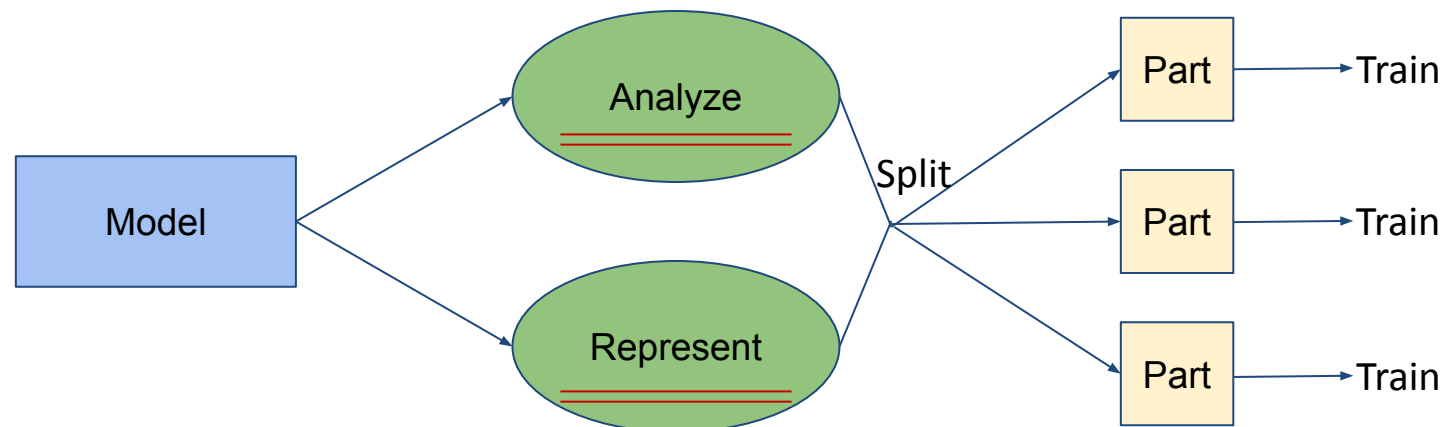 Model
Analyze
Represent
Split
Part
Train
Part
Train
Part
Train